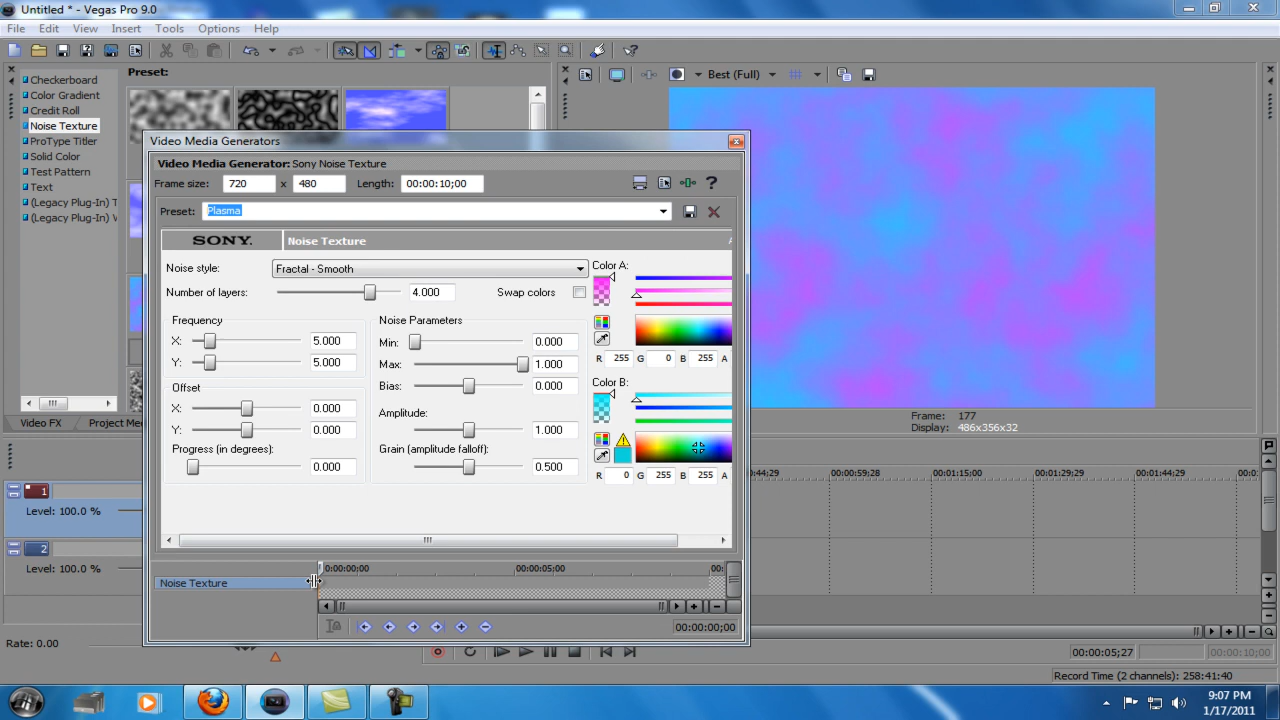 Untitled * - Vegas Pro 9.0
File Edit View Insert Tools Options Help
Best (Full)
Checkerboard
Color Gradient
Credit Roll
Noise Texture
ProType Titler
Solid Color
Test Pattern
Text
(Legacy Plug-In) T
(Legacy Plug-In)
Preset:
Video Media Generators
Video Media Generator: Sony Noise Texture
Frame size: 720 x 480 Length: 00:00:10;00
Preset: Plasma
SONY. Noise Texture
Noise style: Fractal - Smooth
Number of layers: 4.000 Swap colors
Frequency
X: 5.000
Y: 5.000
Offset
X: 0.000
Y: 0.000
Progress (in degrees):
0.000
Noise Parameters
Min: 0.000
Max: 1.000
Bias: 0.000
Amplitude:
1.000
Grain (amplitude falloff):
0.500
Color A:
R 255 G 0 B 255 A
Color B:
R 0 G 255 B 255 A
0:00:00;00 00:00:05;00 00:
Noise Texture
00:00:00;00
Video FX Project Me
Frame: 177
Display: 486x356x32
:44;29 00:00:59;28 00:01:15;00 00:01:29;29 00:01:44;29 00:0
1
Level: 100.0 %
2
Level: 100.0 %
Rate: 0.00
00:00:05;27 00:00:10;00
Record Time (2 channels): 258:41:40
9:07 PM
1/17/2011